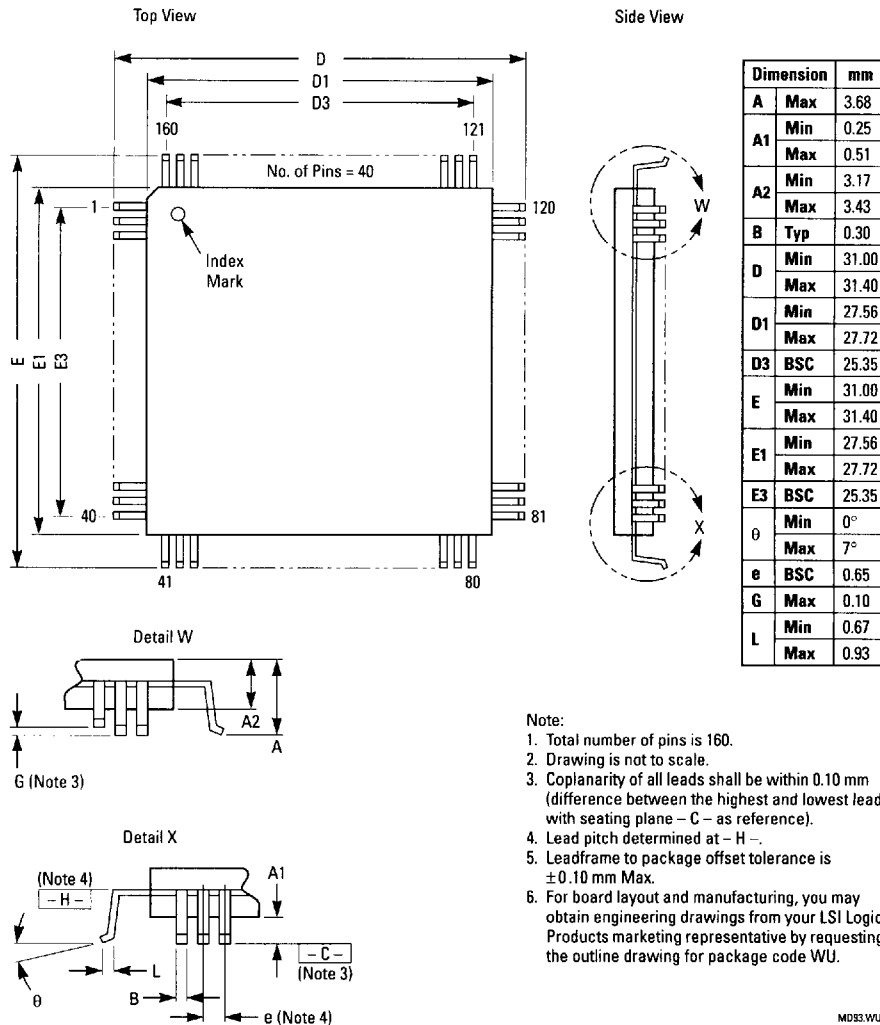 Top View
Side View
D
D1
D3
160
121
No. of Pins = 40
1
120
Index
Mark
E
E1
E3
40
81
41
80
W
X
Dimension mm
A Max 3.68
A1 Min 0.25
Max 0.51
A2 Min 3.17
Max 3.43
B Typ 0.30
D Min 31.00
Max 31.40
D1 Min 27.56
Max 27.72
D3 BSC 25.35
E Min 31.00
Max 31.40
E1 Min 27.56
Max 27.72
E3 BSC 25.35
θ Min 0°
Max 7°
e BSC 0.65
G Max 0.10
L Min 0.67
Max 0.93
Detail W
A2
A
G (Note 3)
Detail X
(Note 4)
– H –
A1
– C –
(Note 3)
L
θ
B
e (Note 4)
Note:
1. Total number of pins is 160.
2. Drawing is not to scale.
3. Coplanarity of all leads shall be within 0.10 mm
(difference between the highest and lowest lead
with seating plane – C – as reference).
4. Lead pitch determined at – H –.
5. Leadframe to package offset tolerance is
±0.10 mm Max.
6. For board layout and manufacturing, you may
obtain engineering drawings from your LSI Logic
Products marketing representative by requesting
the outline drawing for package code WU.
MD93.WU